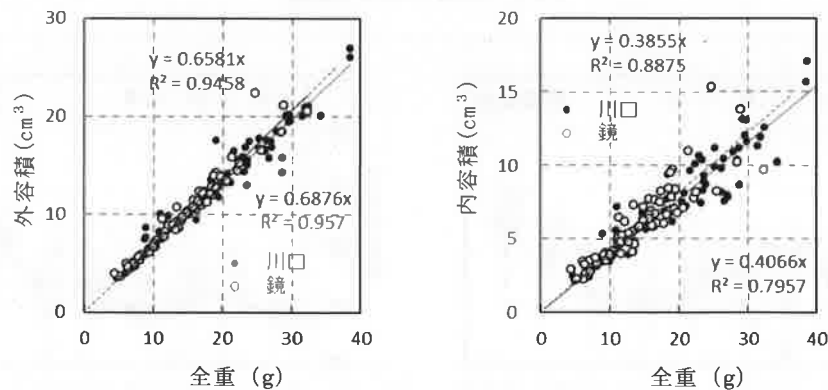 30
20
10
0
外容積(cm³)
y = 0.6581x
R² = 0.9458
y = 0.6876x
R² = 0.957
川口
鏡
0 10 20 30 40
全重 (g)
20
15
10
5
0
内容積(cm³)
y = 0.3855x
R² = 0.8875
川口
鏡
y = 0.4066x
R² = 0.7957
0 10 20 30 40
全重 (g)